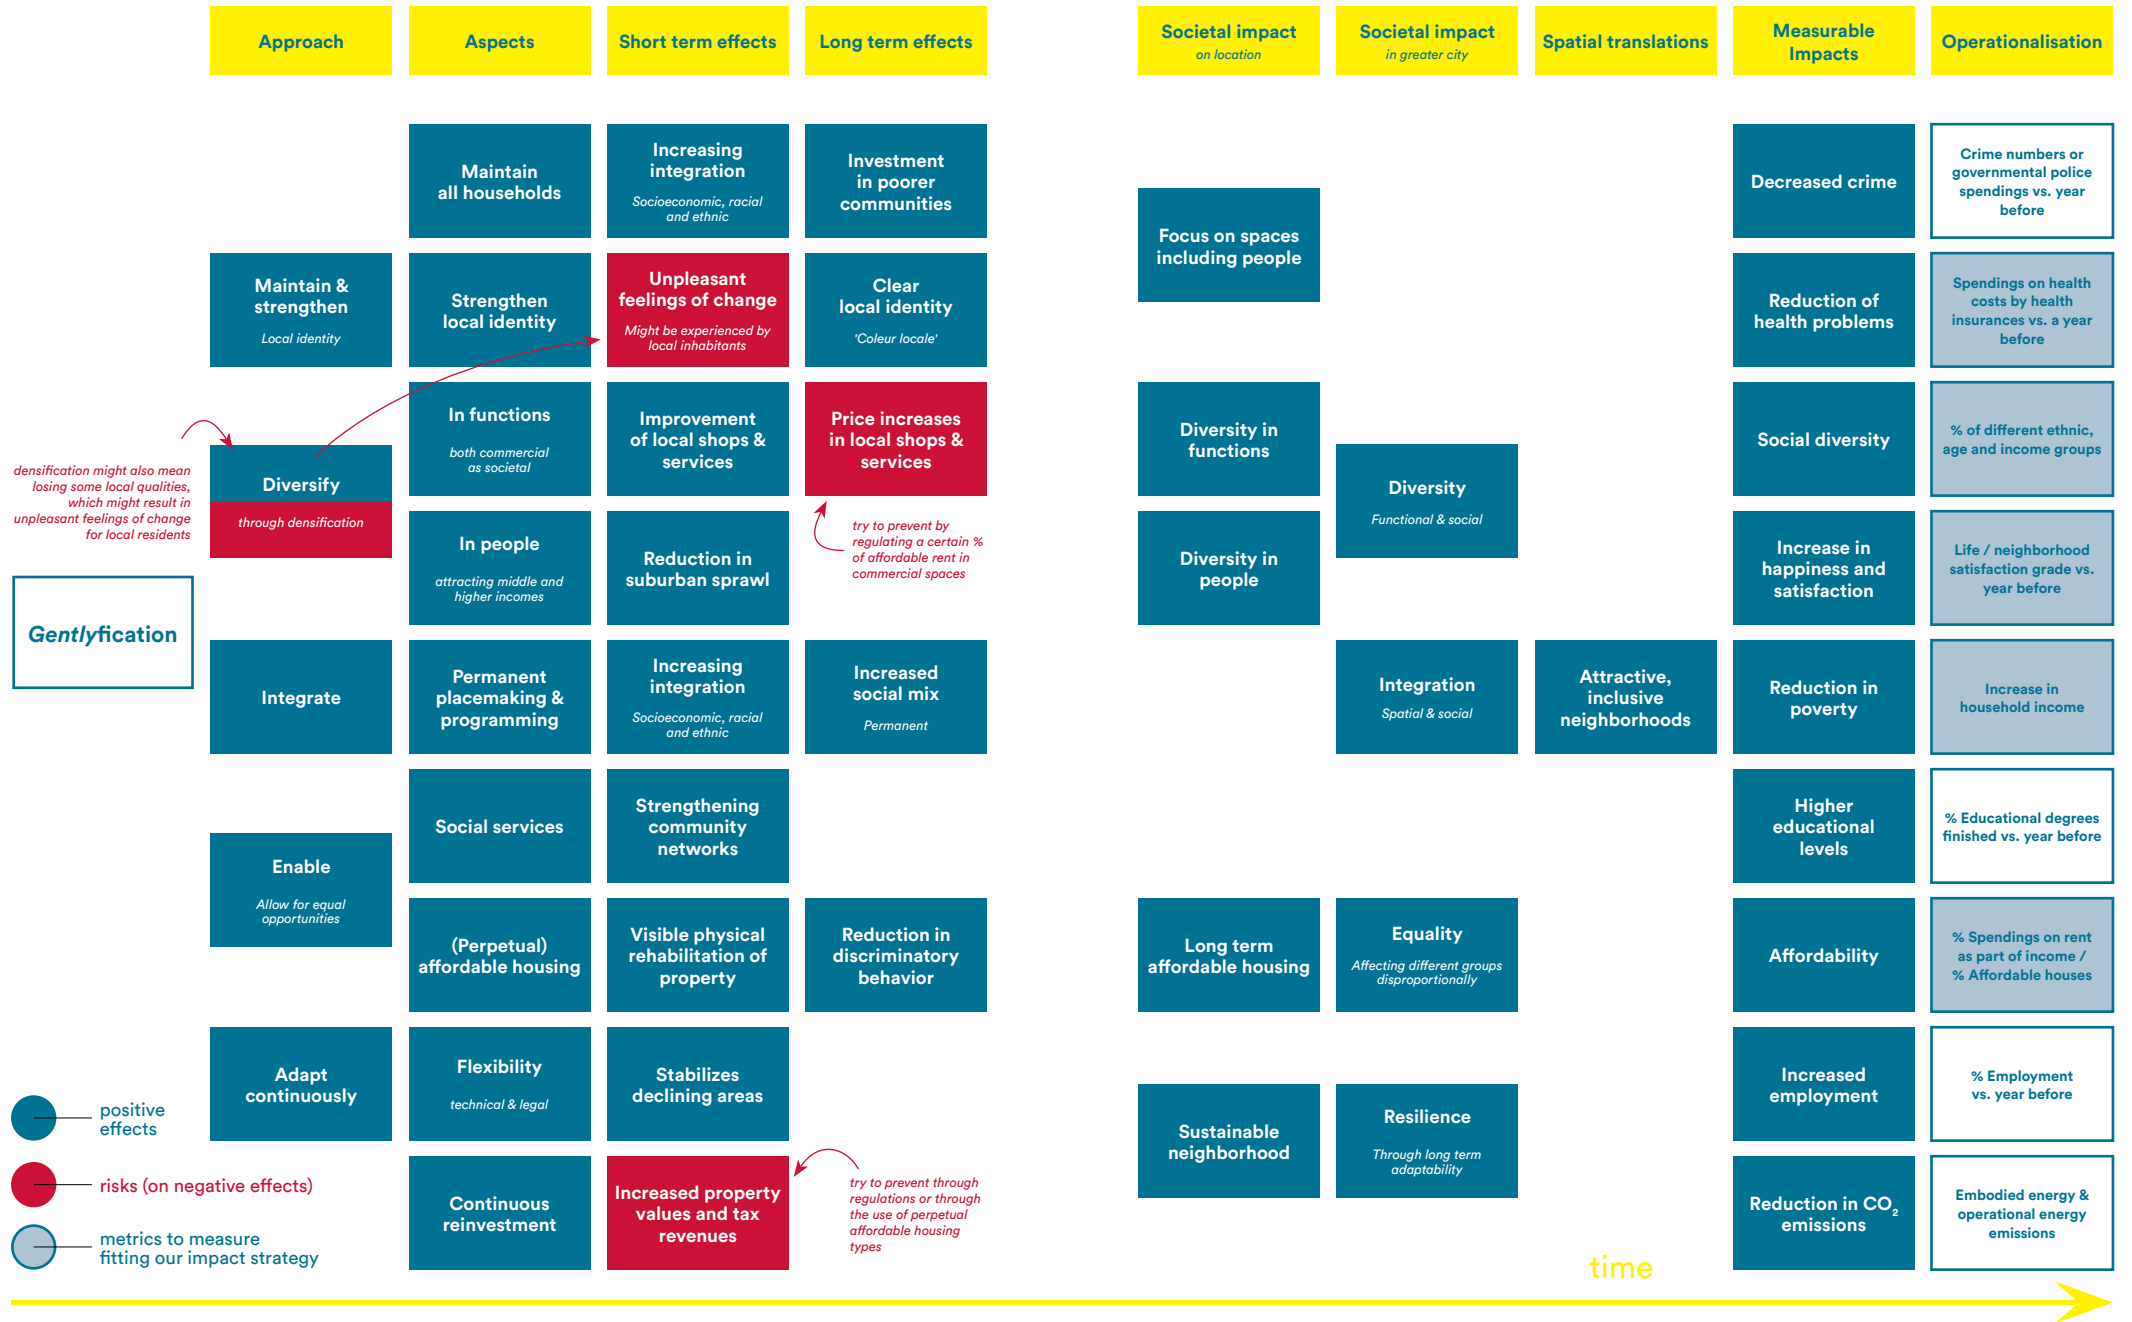 Approach
Aspects
Short term effects
Long term effects
Societal impact
on location
Societal impact
in greater city
Spatial translations
Measurable
Impacts
Operationalisation
Gentlyfication
Maintain &
strengthen
Local identity
densification might also mean
losing some local qualities,
which might result in
unpleasant feelings of change
for local residents
Diversify
through densification
Integrate
Enable
Allow for equal
opportunities
Adapt
continuously
Maintain
all households
Strengthen
local identity
In functions
both commercial
as societal
In people
attracting middle and
higher incomes
Permanent
placemaking &
programming
Social services
(Perpetual)
affordable housing
Flexibility
technical & legal
Continuous
reinvestment
Increasing
integration
Socioeconomic, racial
and ethnic
Unpleasant
feelings of change
Might be experienced by
local inhabitants
Improvement
of local shops &
services
Reduction in
suburban sprawl
Increasing
integration
Socioeconomic, racial
and ethnic
Strengthening
community
networks
Visible physical
rehabilitation of
property
Stabilizes
declining areas
Increased property
values and tax
revenues
try to prevent through
regulations or through
the use of perpetual
affordable housing
types
Investment
in poorer
communities
Clear
local identity
'Coleur locale'
Price increases
in local shops &
services
try to prevent by
regulating a certain %
of affordable rent in
commercial spaces
Increased
social mix
Permanent
Reduction in
discriminatory
behavior
Focus on spaces
including people
Diversity in
functions
Diversity in
people
Long term
affordable housing
Sustainable
neighborhood
Diversity
Functional & social
Integration
Spatial & social
Equality
Affecting different groups
disproportionally
Resilience
Through long term
adaptability
Attractive,
inclusive
neighborhoods
Decreased crime
Reduction of
health problems
Social diversity
Increase in
happiness and
satisfaction
Reduction in
poverty
Higher
educational
levels
Affordability
Increased
employment
Reduction in CO₂
emissions
Crime numbers or
governmental police
spendings vs. year
before
Spendings on health
costs by health
insurances vs. a year
before
% of different ethnic,
age and income groups
Life / neighborhood
satisfaction grade vs.
year before
Increase in
household income
% Educational degrees
finished vs. year before
% Spendings on rent
as part of income /
% Affordable houses
% Employment
vs. year before
Embodied energy &
operational energy
emissions
positive
effects
risks (on negative effects)
metrics to measure
fitting our impact strategy
time